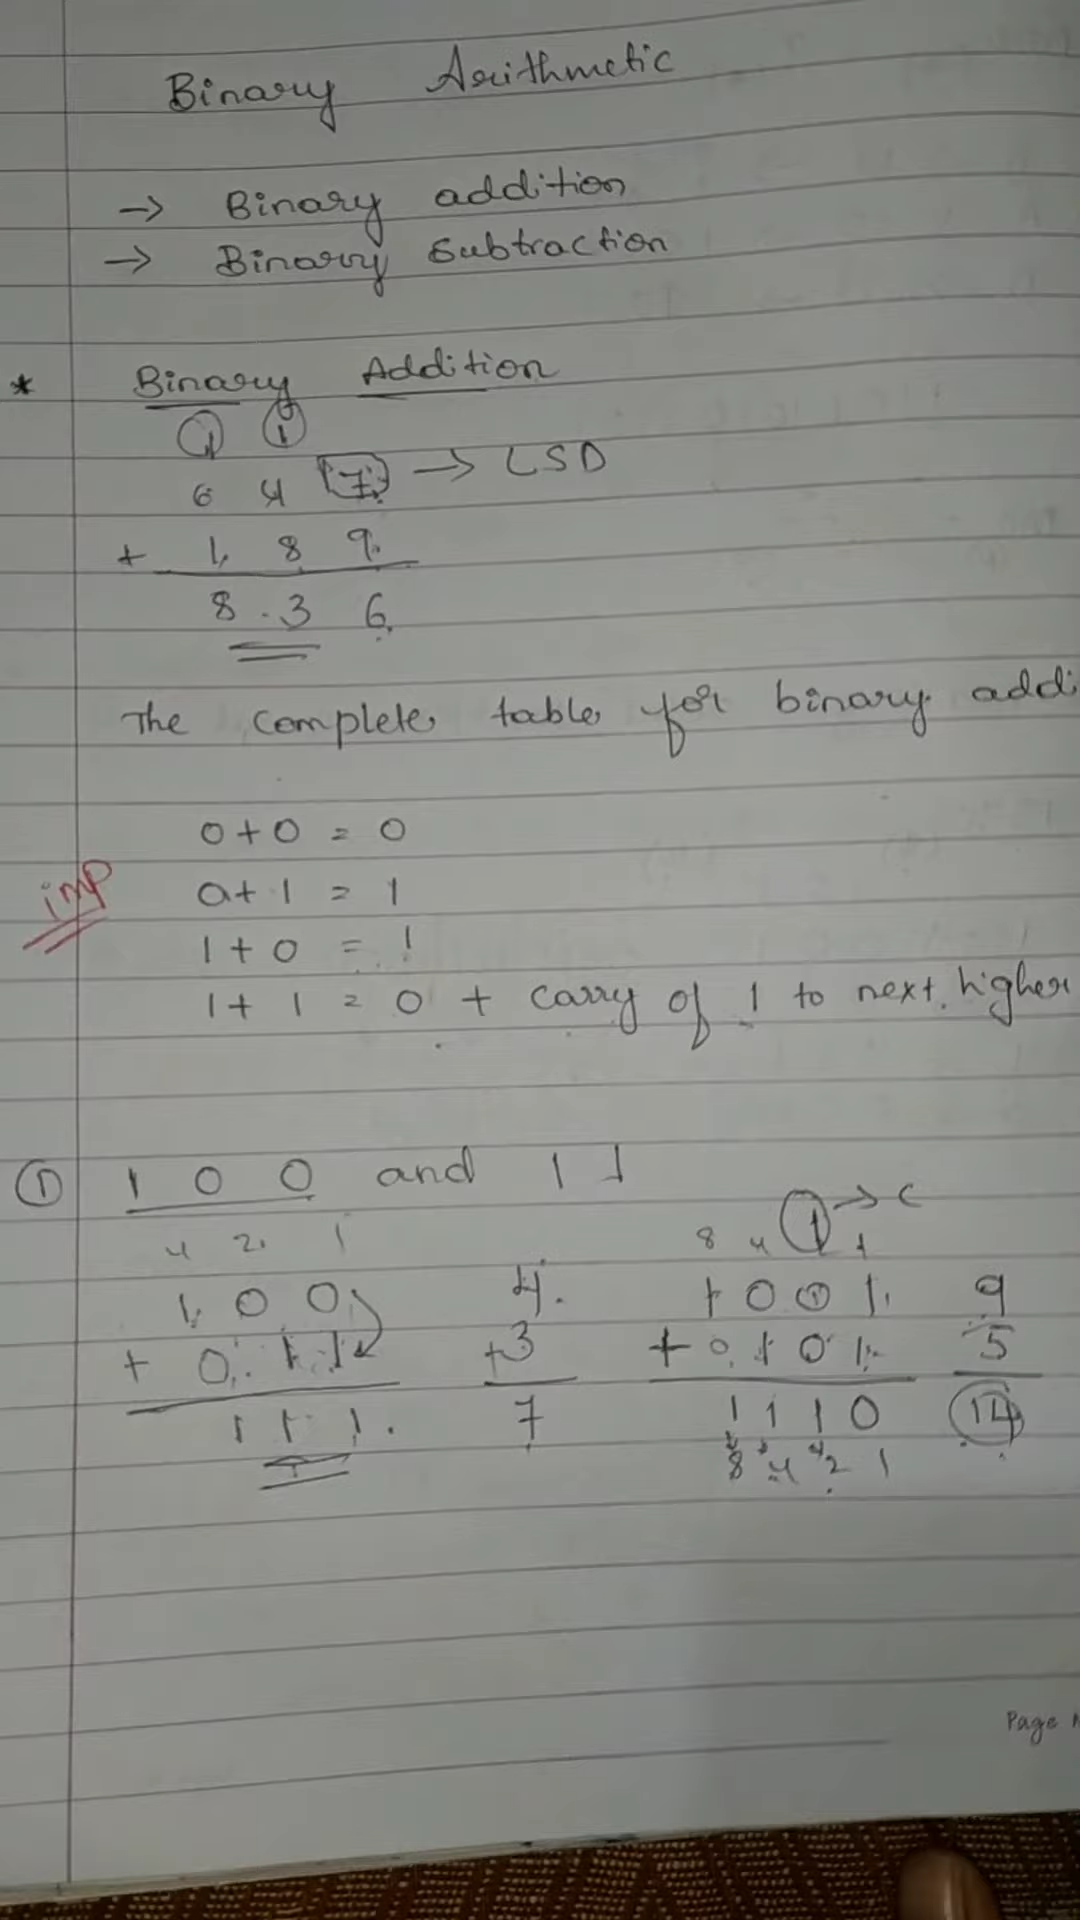 Binary Arithmetic
→ Binary addition
→ Binary Subtraction
* Binary Addition
1 1
6 4 7 → LSD
+ 1 8 9
8 3 6
The complete table for binary addi
0 + 0 = 0
imp 0 + 1 = 1
1 + 0 = 1
1 + 1 = 0 + carry of 1 to next higher
① 1 0 0 and 1 1
4 2 1 8 4 1 → C 1
1 0 0 4 1 0 0 1 9
+ 0 1 1 +3 + 0 1 0 1 5
1 1 1 7 1 1 1 0 14
8 4 2 1
Page